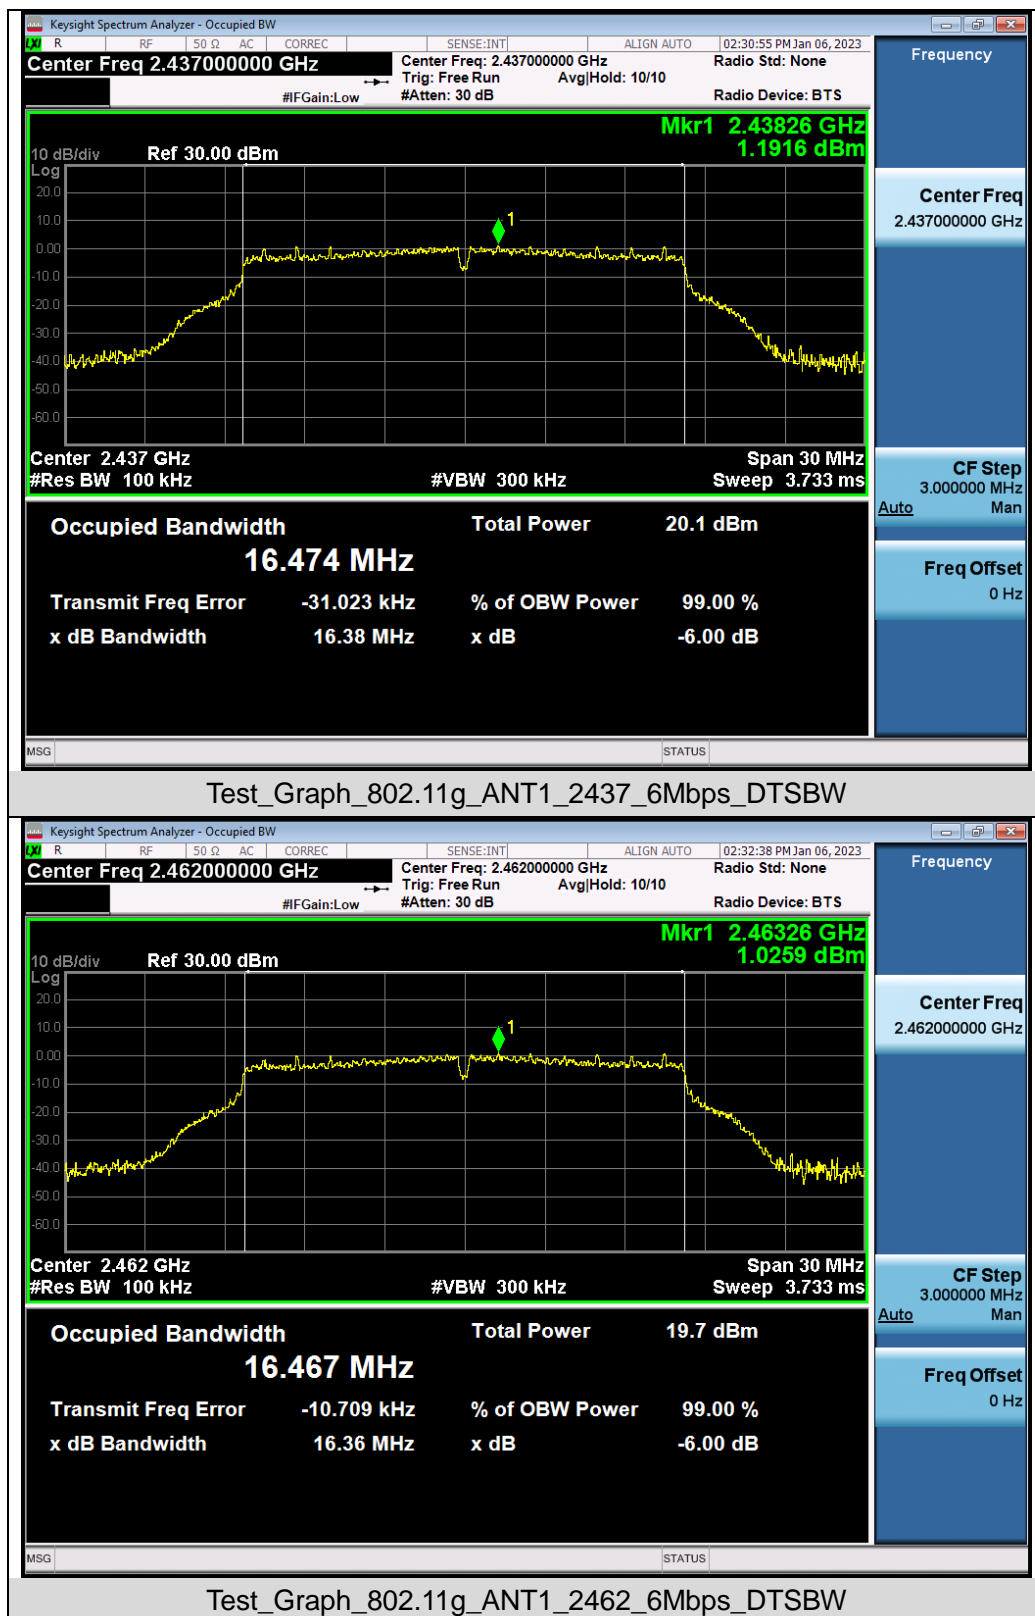 Keysight Spectrum Analyzer - Occupied BW
LXI R RF 50 Ω AC CORREC SENSE:INT ALIGN AUTO 02:30:55 PM Jan 06, 2023
Center Freq 2.437000000 GHz
Center Freq: 2.437000000 GHz
Radio Std: None
Trig: Free Run Avg|Hold: 10/10
#IFGain:Low
#Atten: 30 dB
Radio Device: BTS
Frequency
Mkr1 2.43826 GHz
1.1916 dBm
10 dB/div Ref 30.00 dBm
Log
20.0
10.0
0.00
-10.0
-20.0
-30.0
-40.0
-50.0
-60.0
1
Center 2.437 GHz
Span 30 MHz
#Res BW 100 kHz
#VBW 300 kHz
Sweep 3.733 ms
Center Freq
2.437000000 GHz
CF Step
3.000000 MHz
Auto Man
Freq Offset
0 Hz
Occupied Bandwidth
Total Power 20.1 dBm
16.474 MHz
Transmit Freq Error -31.023 kHz % of OBW Power 99.00 %
x dB Bandwidth 16.38 MHz x dB -6.00 dB
MSG STATUS
Test_Graph_802.11g_ANT1_2437_6Mbps_DTSBW
Keysight Spectrum Analyzer - Occupied BW
LXI R RF 50 Ω AC CORREC SENSE:INT ALIGN AUTO 02:32:38 PM Jan 06, 2023
Center Freq 2.462000000 GHz
Center Freq: 2.462000000 GHz
Radio Std: None
Trig: Free Run Avg|Hold: 10/10
#IFGain:Low
#Atten: 30 dB
Radio Device: BTS
Frequency
Mkr1 2.46326 GHz
1.0259 dBm
10 dB/div Ref 30.00 dBm
Log
20.0
10.0
0.00
-10.0
-20.0
-30.0
-40.0
-50.0
-60.0
1
Center 2.462 GHz
Span 30 MHz
#Res BW 100 kHz
#VBW 300 kHz
Sweep 3.733 ms
Center Freq
2.462000000 GHz
CF Step
3.000000 MHz
Auto Man
Freq Offset
0 Hz
Occupied Bandwidth
Total Power 19.7 dBm
16.467 MHz
Transmit Freq Error -10.709 kHz % of OBW Power 99.00 %
x dB Bandwidth 16.36 MHz x dB -6.00 dB
MSG STATUS
Test_Graph_802.11g_ANT1_2462_6Mbps_DTSBW